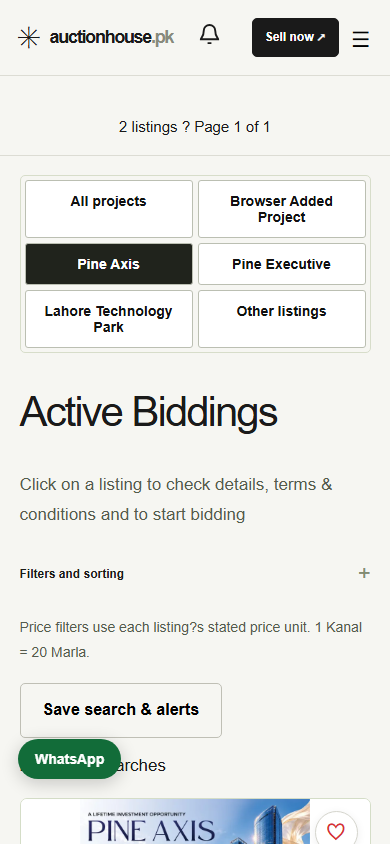 auctionhouse.pk
Sell now ↗
2 listings ? Page 1 of 1
All projects
Browser Added
Project
Pine Axis
Pine Executive
Lahore Technology
Park
Other listings
Active Biddings
Click on a listing to check details, terms &
conditions and to start bidding
Filters and sorting
Price filters use each listing?s stated price unit. 1 Kanal
= 20 Marla.
Save search & alerts
WhatsApp
arches
A LIFETIME INVESTMENT OPPORTUNITY
PINE AXIS